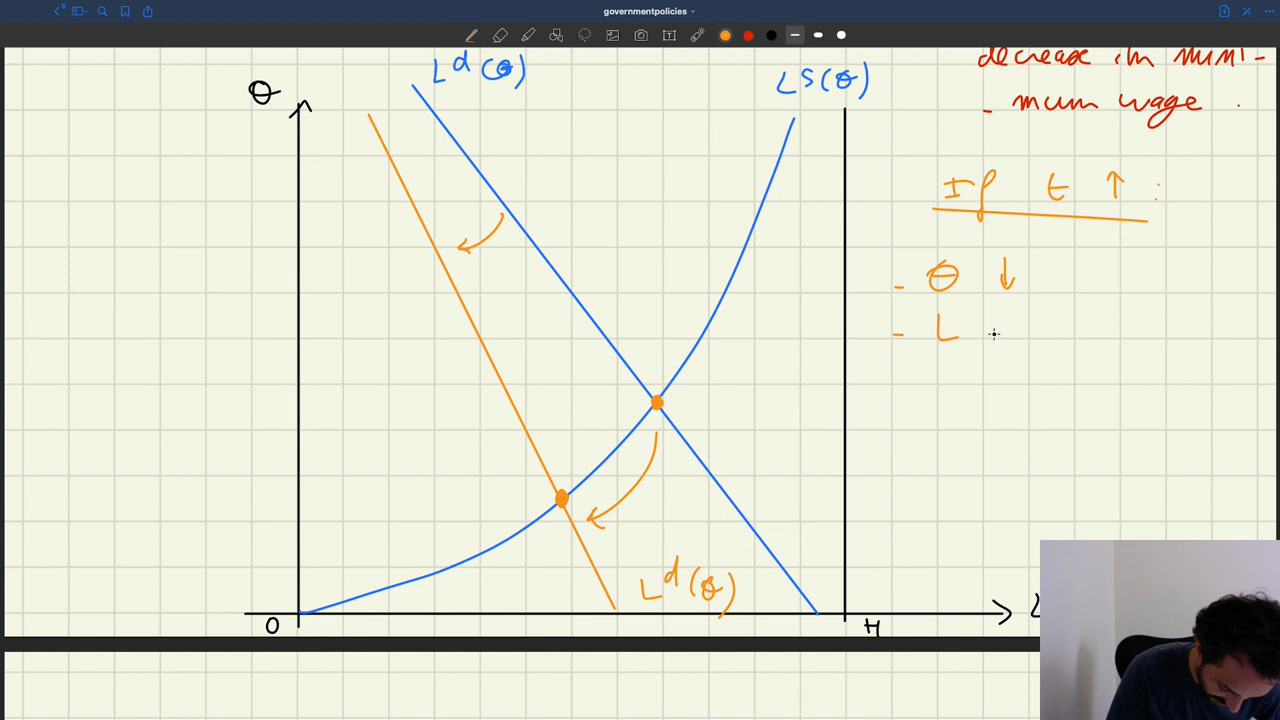 governmentpolicies
decrease in mini-
- mum wage .
θ
L^d(θ)
L^s(θ)
If t ↑ :
- θ ↓
- L
L^d(θ)
0
H